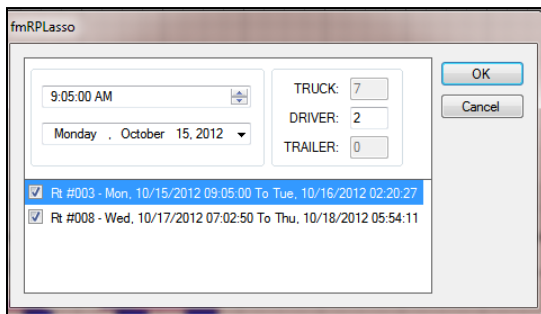 fmRPLasso
9:05:00 AM
Monday , October 15, 2012
TRUCK: 7
DRIVER: 2
TRAILER: 0
OK
Cancel
Rt #003 - Mon, 10/15/2012 09:05:00 To Tue, 10/16/2012 02:20:27
Rt #008 - Wed, 10/17/2012 07:02:50 To Thu, 10/18/2012 05:54:11